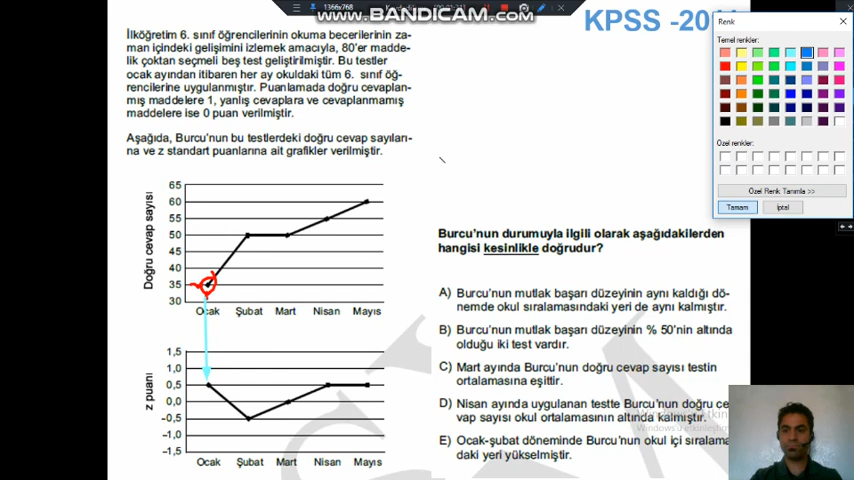 1366x768
www.BANDICAM.com
KPSS -20
İlköğretim 6. sınıf öğrencilerinin okuma becerilerinin za-
man içindeki gelişimini izlemek amacıyla, 80'er madde-
lik çoktan seçmeli beş test geliştirilmiştir. Bu testler
ocak ayından itibaren her ay okuldaki tüm 6. sınıf öğ-
rencilerine uygulanmıştır. Puanlamada doğru cevaplan-
mış maddelere 1, yanlış cevaplara ve cevaplanmamış
maddelere ise 0 puan verilmiştir.
Aşağıda, Burcu'nun bu testlerdeki doğru cevap sayıları-
na ve z standart puanlarına ait grafikler verilmiştir.
Doğru cevap sayısı
65
60
55
50
45
40
35
30
Ocak Şubat Mart Nisan Mayıs
z puanı
1,5
1,0
0,5
0,0
-0,5
-1,0
-1,5
Ocak Şubat Mart Nisan Mayıs
Burcu'nun durumuyla ilgili olarak aşağıdakilerden
hangisi kesinlikle doğrudur?
A) Burcu'nun mutlak başarı düzeyinin aynı kaldığı dö-
nemde okul sıralamasındaki yeri de aynı kalmıştır.
B) Burcu'nun mutlak başarı düzeyinin % 50'nin altında
olduğu iki test vardır.
C) Mart ayında Burcu'nun doğru cevap sayısı testin
ortalamasına eşittir.
D) Nisan ayında uygulanan testte Burcu'nun doğru ce
vap sayısı okul ortalamasının altında kalmıştır.
E) Ocak-şubat döneminde Burcu'nun okul içi sıralama
daki yeri yükselmiştir.
Renk
Temel renkler:
Özel renkler:
Özel Renk Tanımla >>
Tamam
İptal